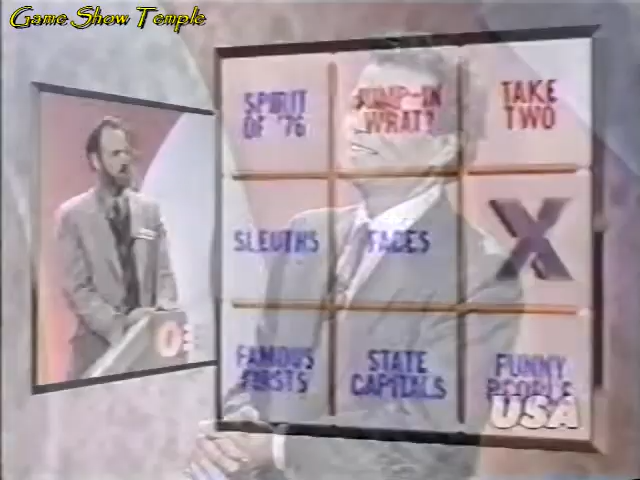 Game Show Temple
SPIRIT
OF '76
JUMP-IN
WHAT?
TAKE
TWO
SLEUTHS
FACES
X
FAMOUS
FIRSTS
STATE
CAPITALS
FUNNY
PEOPLE
USA
O